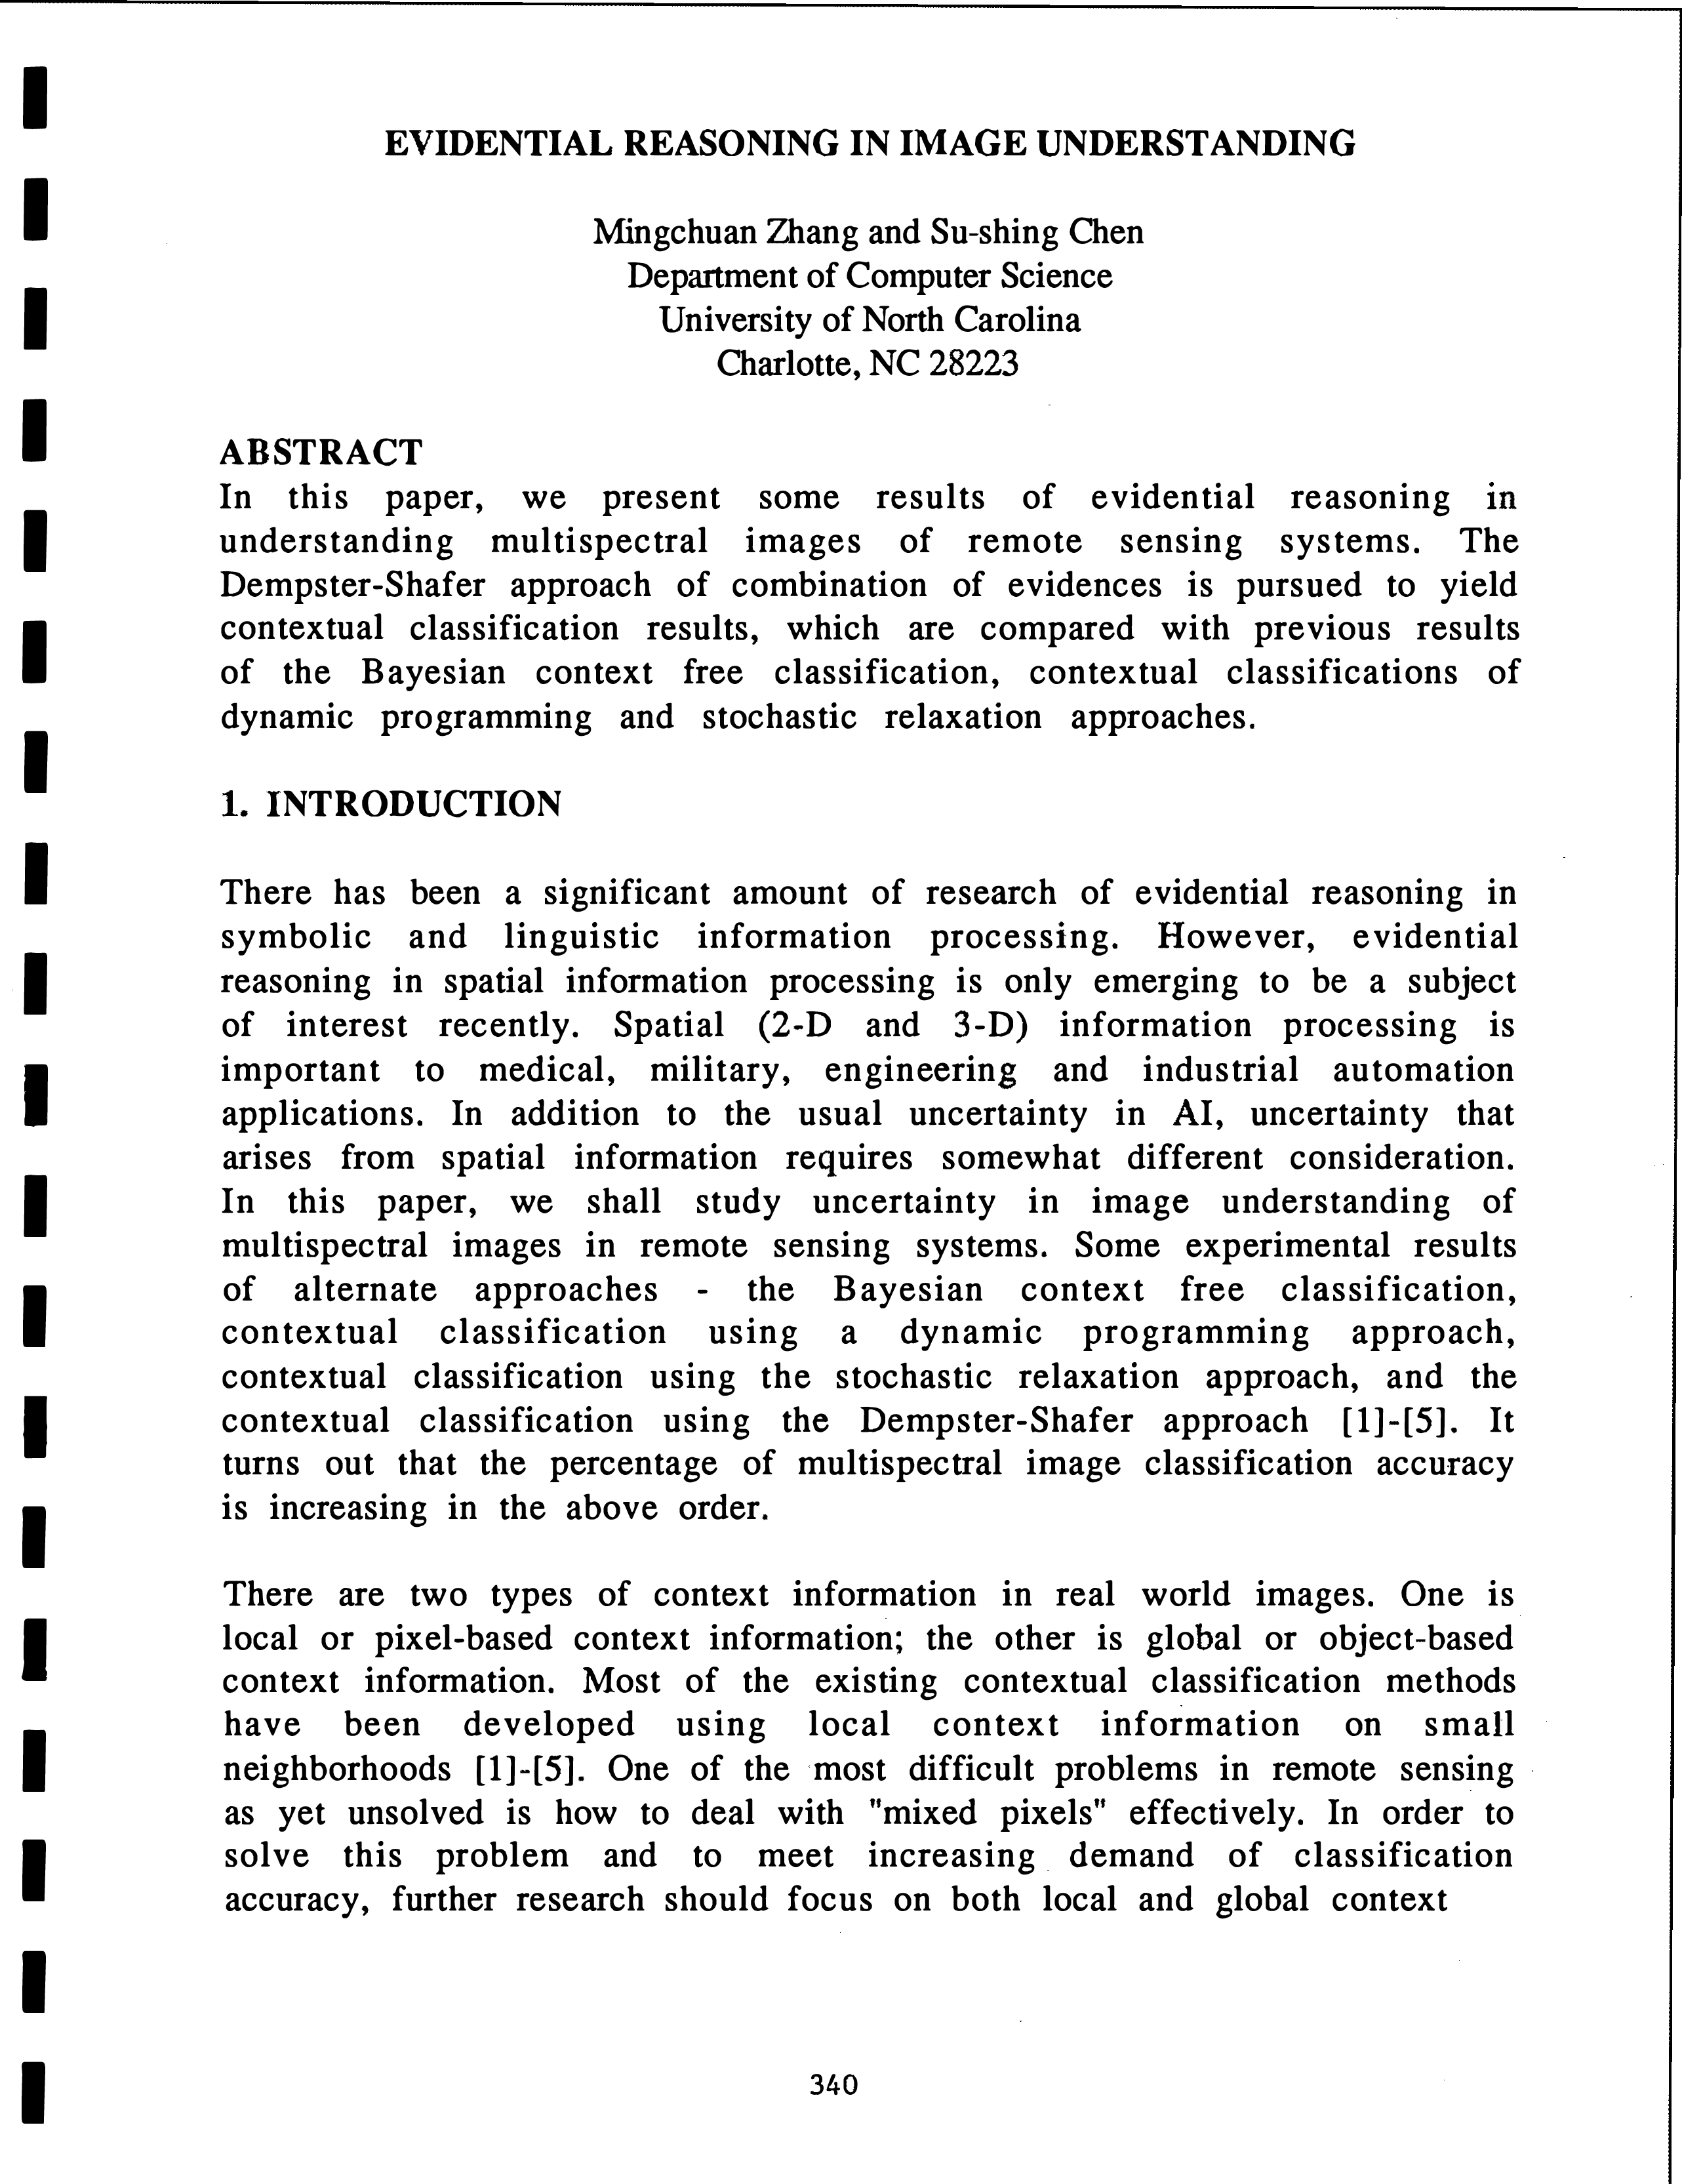 EVIDENTIAL REASONING IN IMAGE UNDERSTANDING
Mingchuan Zhang and Su-shing Chen
Department of Computer Science
University of North Carolina
Charlotte, NC 28223
ABSTRACT
In this paper, we present some results of evidential reasoning in
understanding multispectral images of remote sensing systems. The
Dempster-Shafer approach of combination of evidences is pursued to yield
contextual classification results, which are compared with previous results
of the Bayesian context free classification, contextual classifications of
dynamic programming and stochastic relaxation approaches.
1. INTRODUCTION
There has been a significant amount of research of evidential reasoning in
symbolic and linguistic information processing. However, evidential
reasoning in spatial information processing is only emerging to be a subject
of interest recently. Spatial (2-D and 3-D) information processing is
important to medical, military, engineering and industrial automation
applications. In addition to the usual uncertainty in AI, uncertainty that
arises from spatial information requires somewhat different consideration.
In this paper, we shall study uncertainty in image understanding of
multispectral images in remote sensing systems. Some experimental results
of alternate approaches - the Bayesian context free classification,
contextual classification using a dynamic programming approach,
contextual classification using the stochastic relaxation approach, and the
contextual classification using the Dempster-Shafer approach [1]-[5]. It
turns out that the percentage of multispectral image classification accuracy
is increasing in the above order.
There are two types of context information in real world images. One is
local or pixel-based context information; the other is global or object-based
context information. Most of the existing contextual classification methods
have been developed using local context information on small
neighborhoods [1]-[5]. One of the most difficult problems in remote sensing
as yet unsolved is how to deal with "mixed pixels" effectively. In order to
solve this problem and to meet increasing demand of classification
accuracy, further research should focus on both local and global context
340